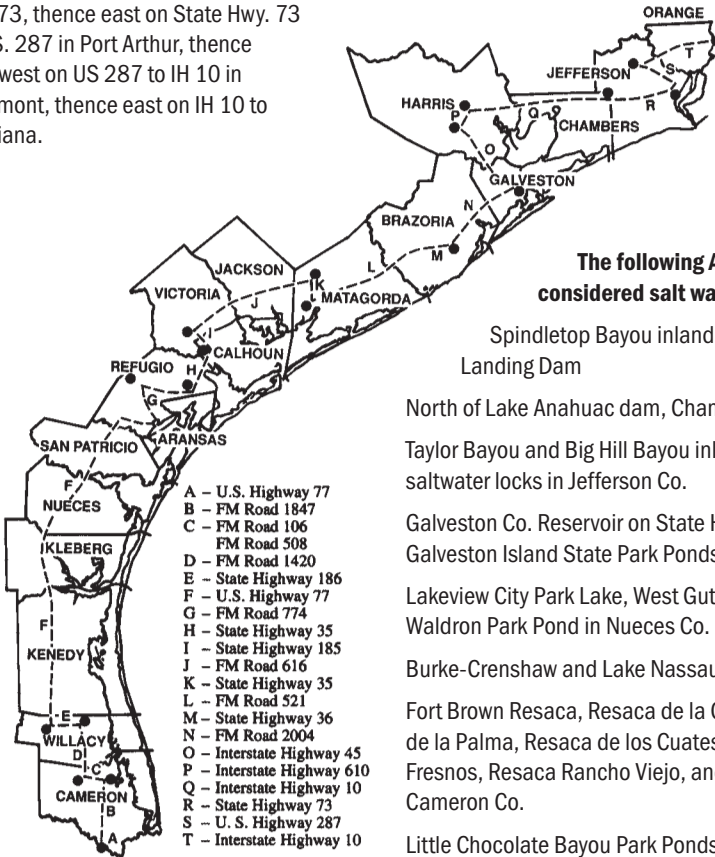 73, thence east on State Hwy. 73
S. 287 in Port Arthur, thence
west on US 287 to IH 10 in
mont, thence east on IH 10 to
iana.
ORANGE
T
JEFFERSON
S
HARRIS
R
P
Q
CHAMBERS
O
GALVESTON
N
BRAZORIA
M
L
JACKSON
K
VICTORIA
J
MATAGORDA
I
CALHOUN
REFUGIO
H
G
ARANSAS
SAN PATRICIO
F
NUECES
KLEBERG
F
KENEDY
E
WILLACY
D
C
CAMERON
B
A
A – U.S. Highway 77
B – FM Road 1847
C – FM Road 106
FM Road 508
D – FM Road 1420
E – State Highway 186
F – U.S. Highway 77
G – FM Road 774
H – State Highway 35
I – State Highway 185
J – FM Road 616
K – State Highway 35
L – FM Road 521
M – State Highway 36
N – FM Road 2004
O – Interstate Highway 45
P – Interstate Highway 610
Q – Interstate Highway 10
R – State Highway 73
S – U. S. Highway 287
T – Interstate Highway 10
The following A
considered salt wa
Spindletop Bayou inland
Landing Dam
North of Lake Anahuac dam, Cham
Taylor Bayou and Big Hill Bayou inl
saltwater locks in Jefferson Co.
Galveston Co. Reservoir on State H
Galveston Island State Park Ponds
Lakeview City Park Lake, West Gut
Waldron Park Pond in Nueces Co.
Burke-Crenshaw and Lake Nassau
Fort Brown Resaca, Resaca de la G
de la Palma, Resaca de los Cuates
Fresnos, Resaca Rancho Viejo, an
Cameron Co.
Little Chocolate Bayou Park Ponds